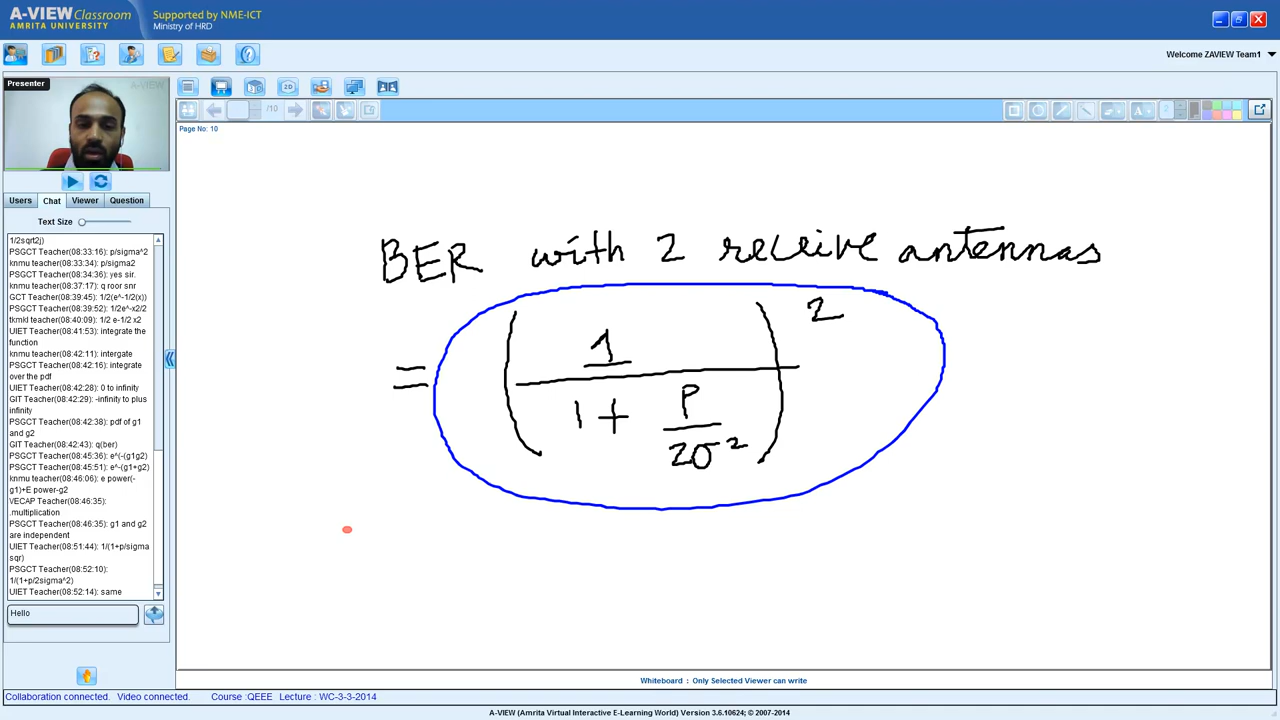 A-VIEW Classroom
AMRITA UNIVERSITY
Supported by NME-ICT
Ministry of HRD
Welcome ZAVIEW Team1
Presenter
A-VIEW
/10
Page No: 10
Users Chat Viewer Question
Text Size
1/2sqrt2j)
PSGCT Teacher(08:33:16): p/sigma^2
knmu teacher(08:33:34): p/sigma2
PSGCT Teacher(08:34:36): yes sir.
knmu teacher(08:37:17): q roor snr
GCT Teacher(08:39:45): 1/2(e^-1/2(x))
PSGCT Teacher(08:39:52): 1/2e^-x2/2
tkmkl teacher(08:40:09): 1/2 e-1/2 x2
UIET Teacher(08:41:53): integrate the
function
knmu teacher(08:42:11): intergate
PSGCT Teacher(08:42:16): integrate
over the pdf
UIET Teacher(08:42:28): 0 to infinity
GIT Teacher(08:42:29): -infinity to plus
infinity
PSGCT Teacher(08:42:38): pdf of g1
and g2
GIT Teacher(08:42:43): q(ber)
PSGCT Teacher(08:45:36): e^-(g1g2)
PSGCT Teacher(08:45:51): e^-(g1+g2)
knmu teacher(08:46:06): e power(-
g1)+E power-g2
VECAP Teacher(08:46:35):
.multiplication
PSGCT Teacher(08:46:35): g1 and g2
are independent
UIET Teacher(08:51:44): 1/(1+p/sigma
sqr)
PSGCT Teacher(08:52:10):
1/(1+p/2sigma^2)
UIET Teacher(08:52:14): same
Hello
BER with 2 receive antennas
= ( 1 / 1 + P / 2σ² )²
Whiteboard : Only Selected Viewer can write
Collaboration connected. Video connected. Course :QEEE Lecture : WC-3-3-2014
A-VIEW (Amrita Virtual Interactive E-Learning World) Version 3.6.10624; © 2007-2014